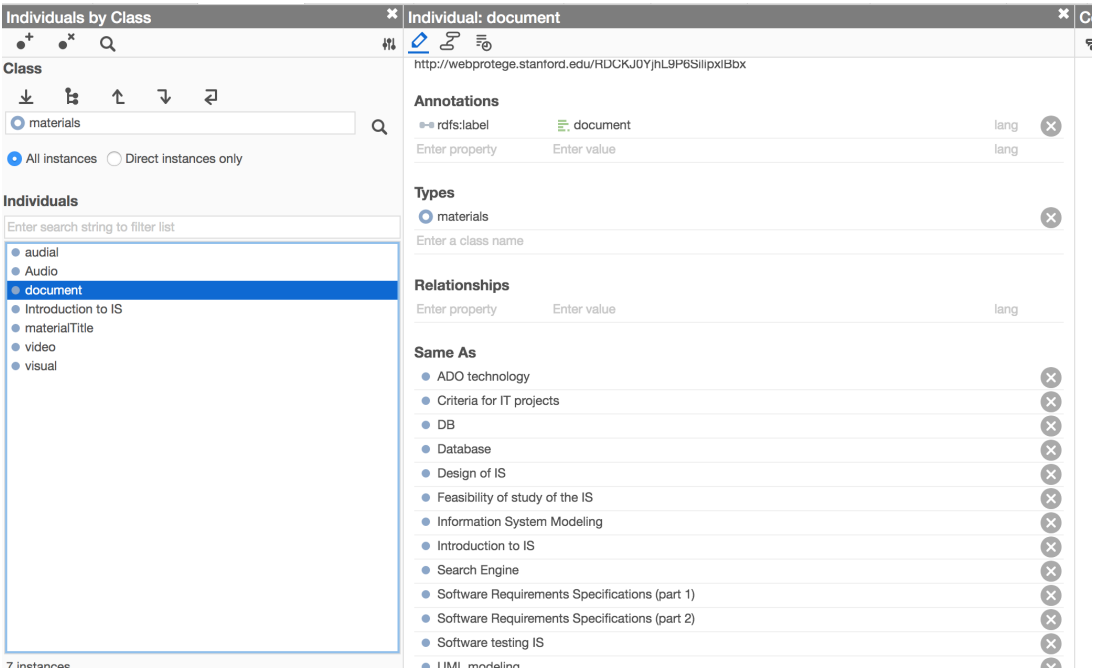 Individuals by Class
Class
materials
All instances Direct instances only
Individuals
Enter search string to filter list
audial
Audio
document
Introduction to IS
materialTitle
video
visual
7 instances
Individual: document
http://webprotege.stanford.edu/RDCKJ0YjhL9P6SilipxlBbx
Annotations
rdfs:label document lang
Enter property Enter value lang
Types
materials
Enter a class name
Relationships
Enter property Enter value lang
Same As
ADO technology
Criteria for IT projects
DB
Database
Design of IS
Feasibility of study of the IS
Information System Modeling
Introduction to IS
Search Engine
Software Requirements Specifications (part 1)
Software Requirements Specifications (part 2)
Software testing IS
UML modeling